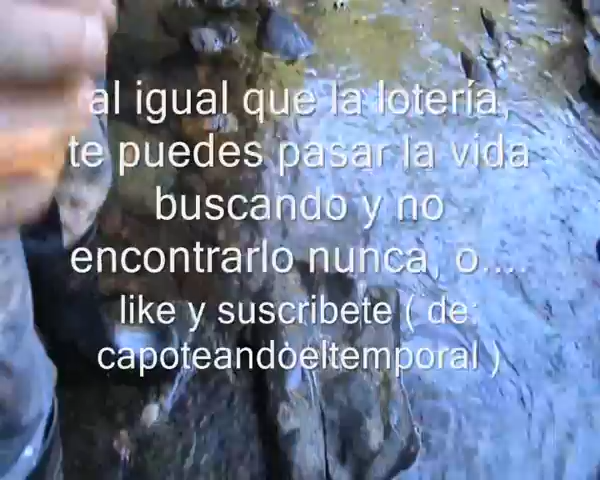 al igual que la lotería,
te puedes pasar la vida
buscando y no
encontrarlo nunca, o....
like y suscribete ( de:
capoteandoeltemporal )